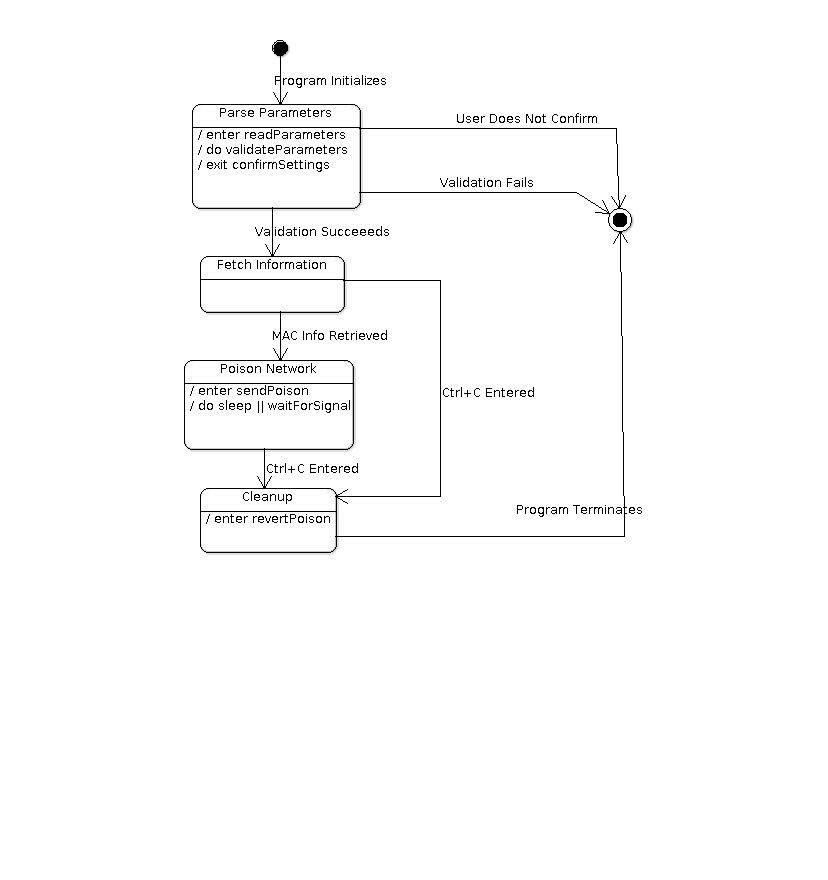 Program Initializes
Parse Parameters
/ enter readParameters
/ do validateParameters
/ exit confirmSettings
User Does Not Confirm
Validation Fails
Validation Succeeeds
Fetch Information
MAC Info Retrieved
Poison Network
/ enter sendPoison
/ do sleep || waitForSignal
Ctrl+C Entered
Ctrl+C Entered
Cleanup
/ enter revertPoison
Program Terminates